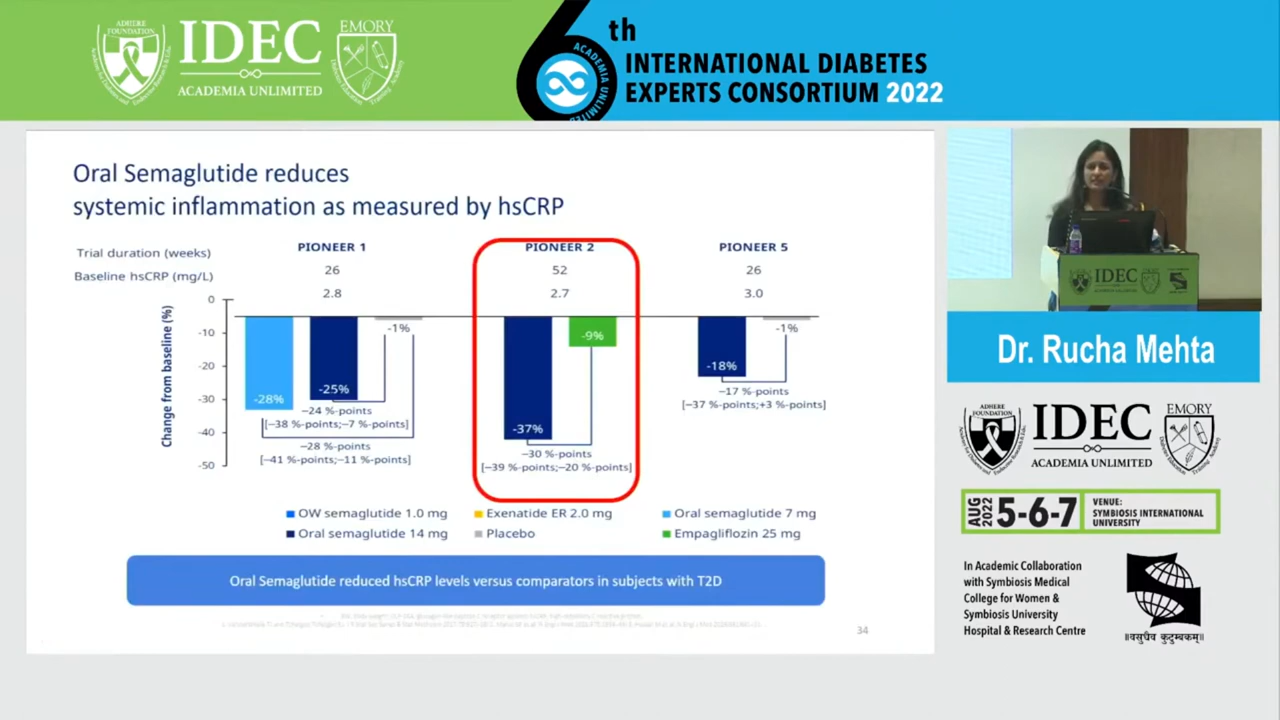 ADHERE
FOUNDATION
IDEC
ACADEMIA UNLIMITED
EMORY
6th
ACADEMIA UNLIMITED
INTERNATIONAL DIABETES
EXPERTS CONSORTIUM 2022
Oral Semaglutide reduces
systemic inflammation as measured by hsCRP
PIONEER 1 PIONEER 2 PIONEER 5
Trial duration (weeks) 26 52 26
Baseline hsCRP (mg/L) 2.8 2.7 3.0
Change from baseline (%)
0
-10
-20
-30
-40
-50
-28%
-25%
-1%
−24 %-points
[−38 %-points;−7 %-points]
−28 %-points
[−41 %-points;−11 %-points]
-37%
-9%
−30 %-points
[−39 %-points;−20 %-points]
-18%
-1%
−17 %-points
[−37 %-points;+3 %-points]
OW semaglutide 1.0 mg Exenatide ER 2.0 mg Oral semaglutide 7 mg
Oral semaglutide 14 mg Placebo Empagliflozin 25 mg
Oral Semaglutide reduced hsCRP levels versus comparators in subjects with T2D
34
IDEC
Dr. Rucha Mehta
ADHERE
FOUNDATION
IDEC
ACADEMIA UNLIMITED
EMORY
AUG
2022
5-6-7
VENUE:
SYMBIOSIS INTERNATIONAL
UNIVERSITY
In Academic Collaboration
with Symbiosis Medical
College for Women &
Symbiosis University
Hospital & Research Centre
॥वसुधैव कुटुम्बकम्॥